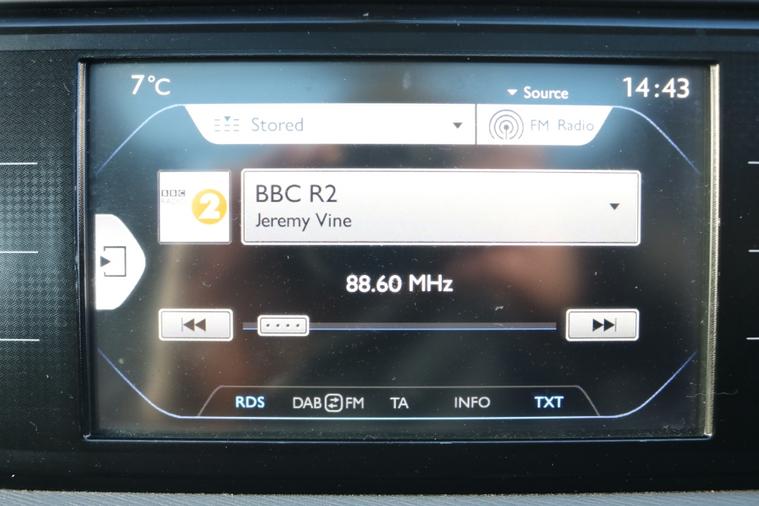 7°C
Source
14:43
Stored
FM Radio
BBC
RADIO
2
BBC R2
Jeremy Vine
88.60 MHz
RDS
DAB FM
TA
INFO
TXT